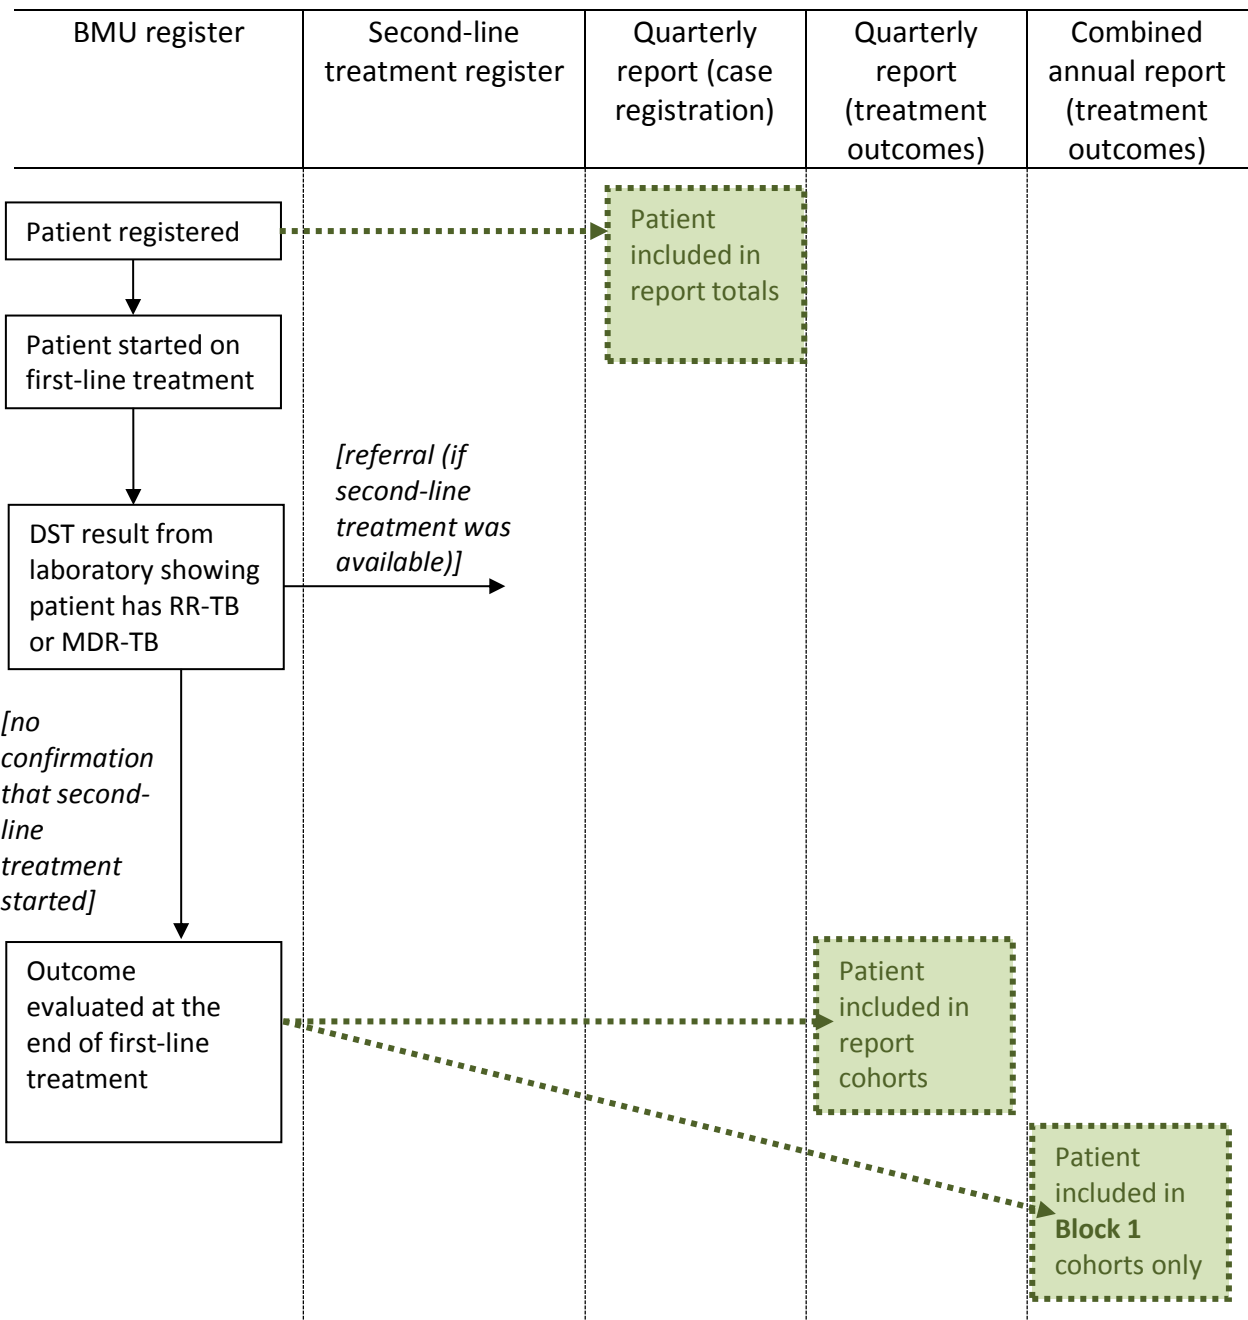 BMU register
Second-line
treatment register
Quarterly
report (case
registration)
Quarterly
report
(treatment
outcomes)
Combined
annual report
(treatment
outcomes)
Patient registered
Patient
included in
report totals
Patient started on
first-line treatment
[referral (if
second-line
treatment was
available)]
DST result from
laboratory showing
patient has RR-TB
or MDR-TB
[no
confirmation
that second-
line
treatment
started]
Outcome
evaluated at the
end of first-line
treatment
Patient
included in
report
cohorts
Patient
included in
Block 1
cohorts only